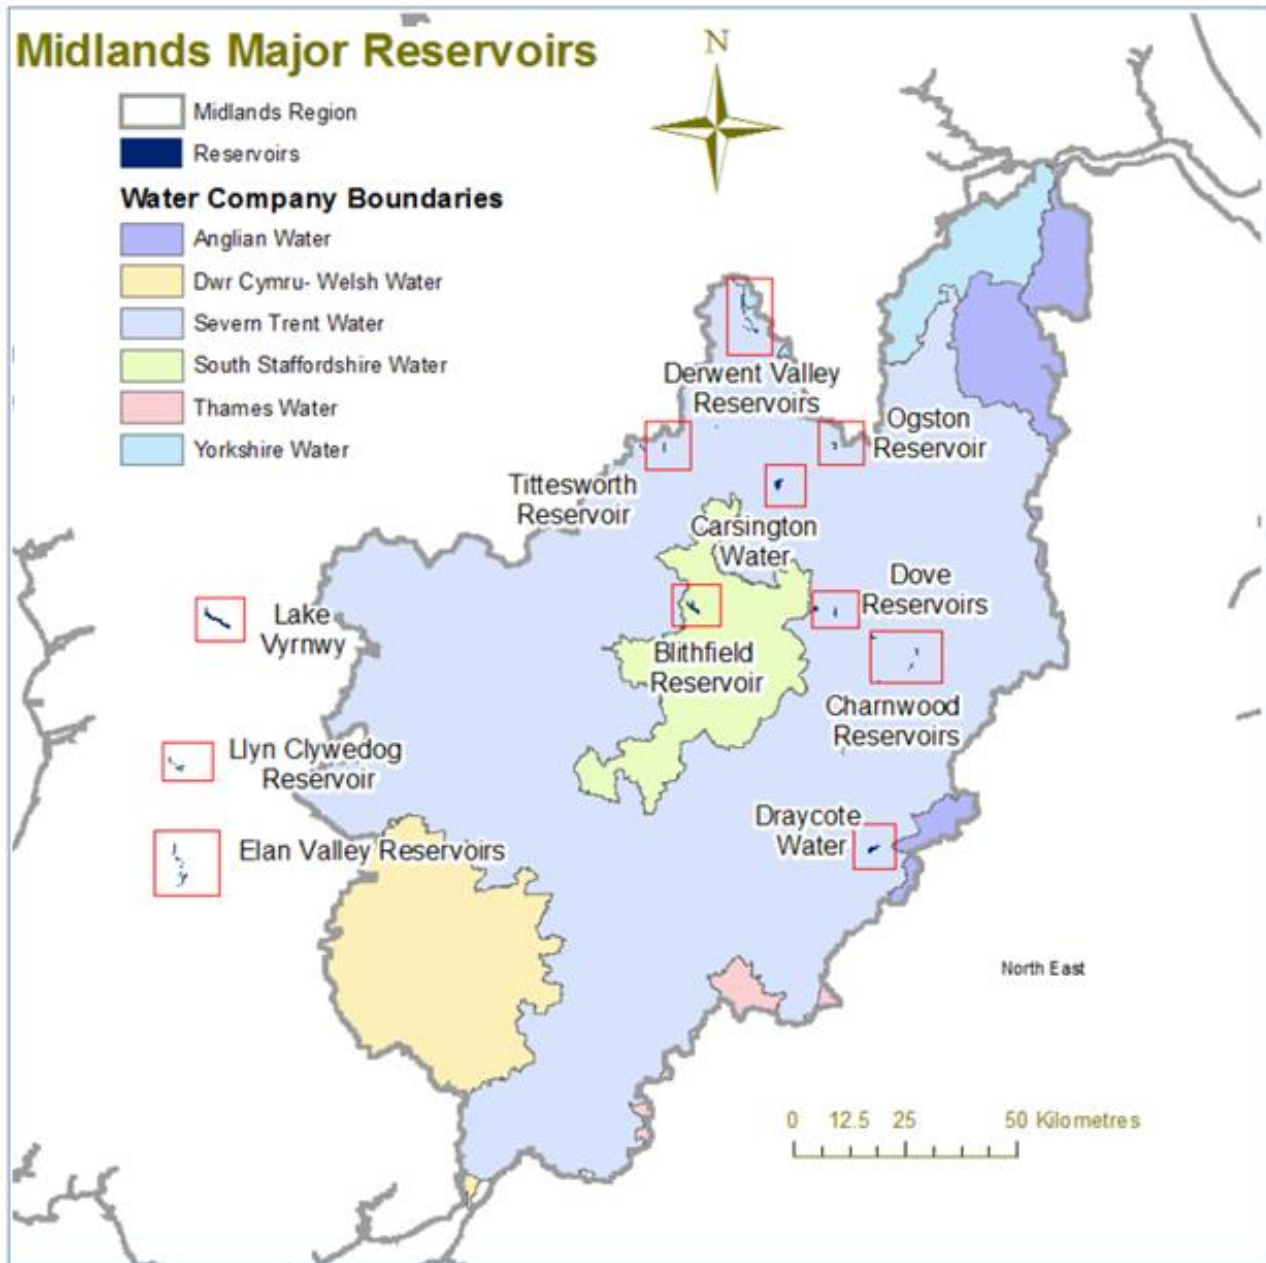 Midlands Major Reservoirs
N
Midlands Region
Reservoirs
Water Company Boundaries
Anglian Water
Dwr Cymru- Welsh Water
Severn Trent Water
South Staffordshire Water
Thames Water
Yorkshire Water
Derwent Valley
Reservoirs
Ogston
Reservoir
Tittesworth
Reservoir
Carsington
Water
Dove
Reservoirs
Lake
Vyrnwy
Blithfield
Reservoir
Charnwood
Reservoirs
Llyn Clywedog
Reservoir
Draycote
Water
Elan Valley Reservoirs
North East
0 12.5 25 50 Kilometres